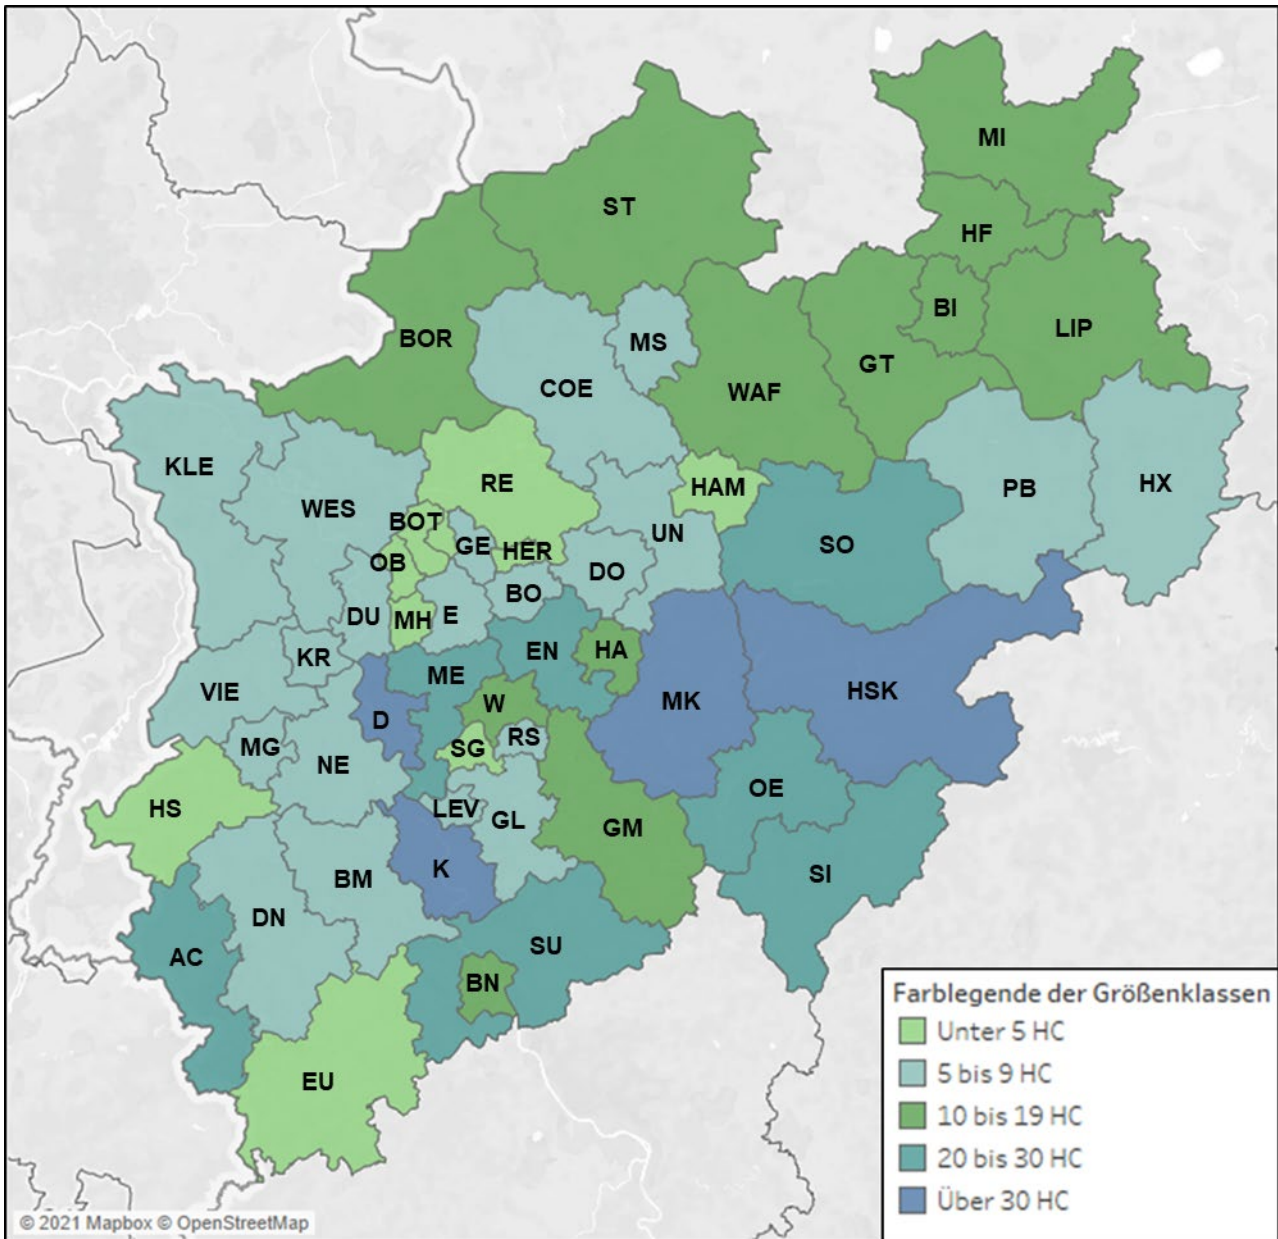 MI
ST
HF
BI
LIP
BOR
MS
GT
COE
WAF
KLE
RE
HAM
PB
HX
WES
BOT
UN
GE
HER
SO
OB
DO
BO
DU
MH
E
EN
HA
KR
ME
VIE
MK
HSK
W
D
RS
MG
SG
NE
OE
HS
LEV
GL
GM
K
SI
BM
DN
SU
AC
BN
EU
Farblegende der Größenklassen
Unter 5 HC
5 bis 9 HC
10 bis 19 HC
20 bis 30 HC
Über 30 HC
© 2021 Mapbox © OpenStreetMap